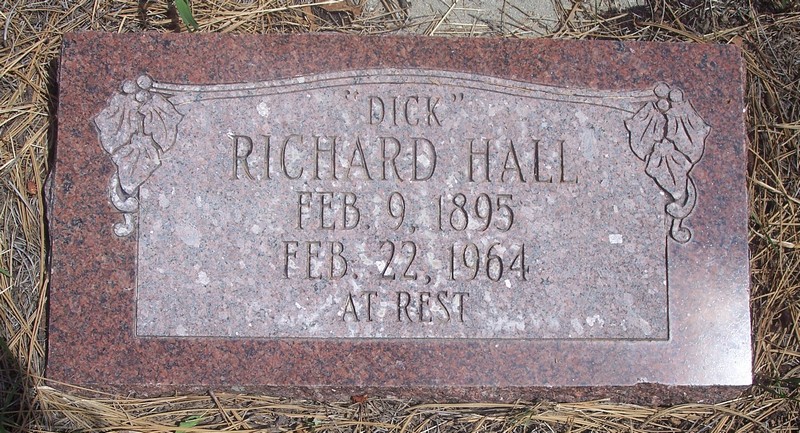 "DICK"
RICHARD HALL
FEB. 9, 1895
FEB. 22, 1964
AT REST